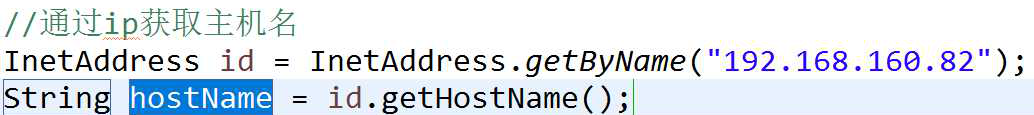 //通过ip获取主机名
InetAddress id = InetAddress.getByName("192.168.160.82");
String hostName = id.getHostName();